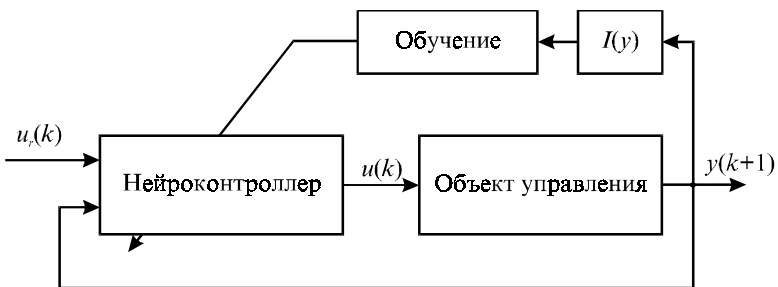 Обучение
I(y)
u_r(k)
Нейроконтроллер
u(k)
Объект управления
y(k+1)